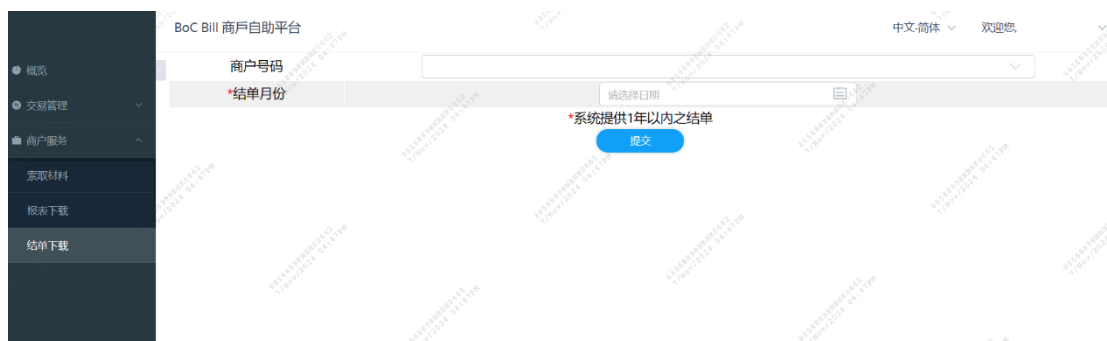 BoC Bill 商戶自助平台
中文-简体
欢迎您,
概览
交易管理
商户服务
索取材料
报表下载
结单下载
商户号码
*结单月份
请选择日期
*系统提供1年以内之结单
提交